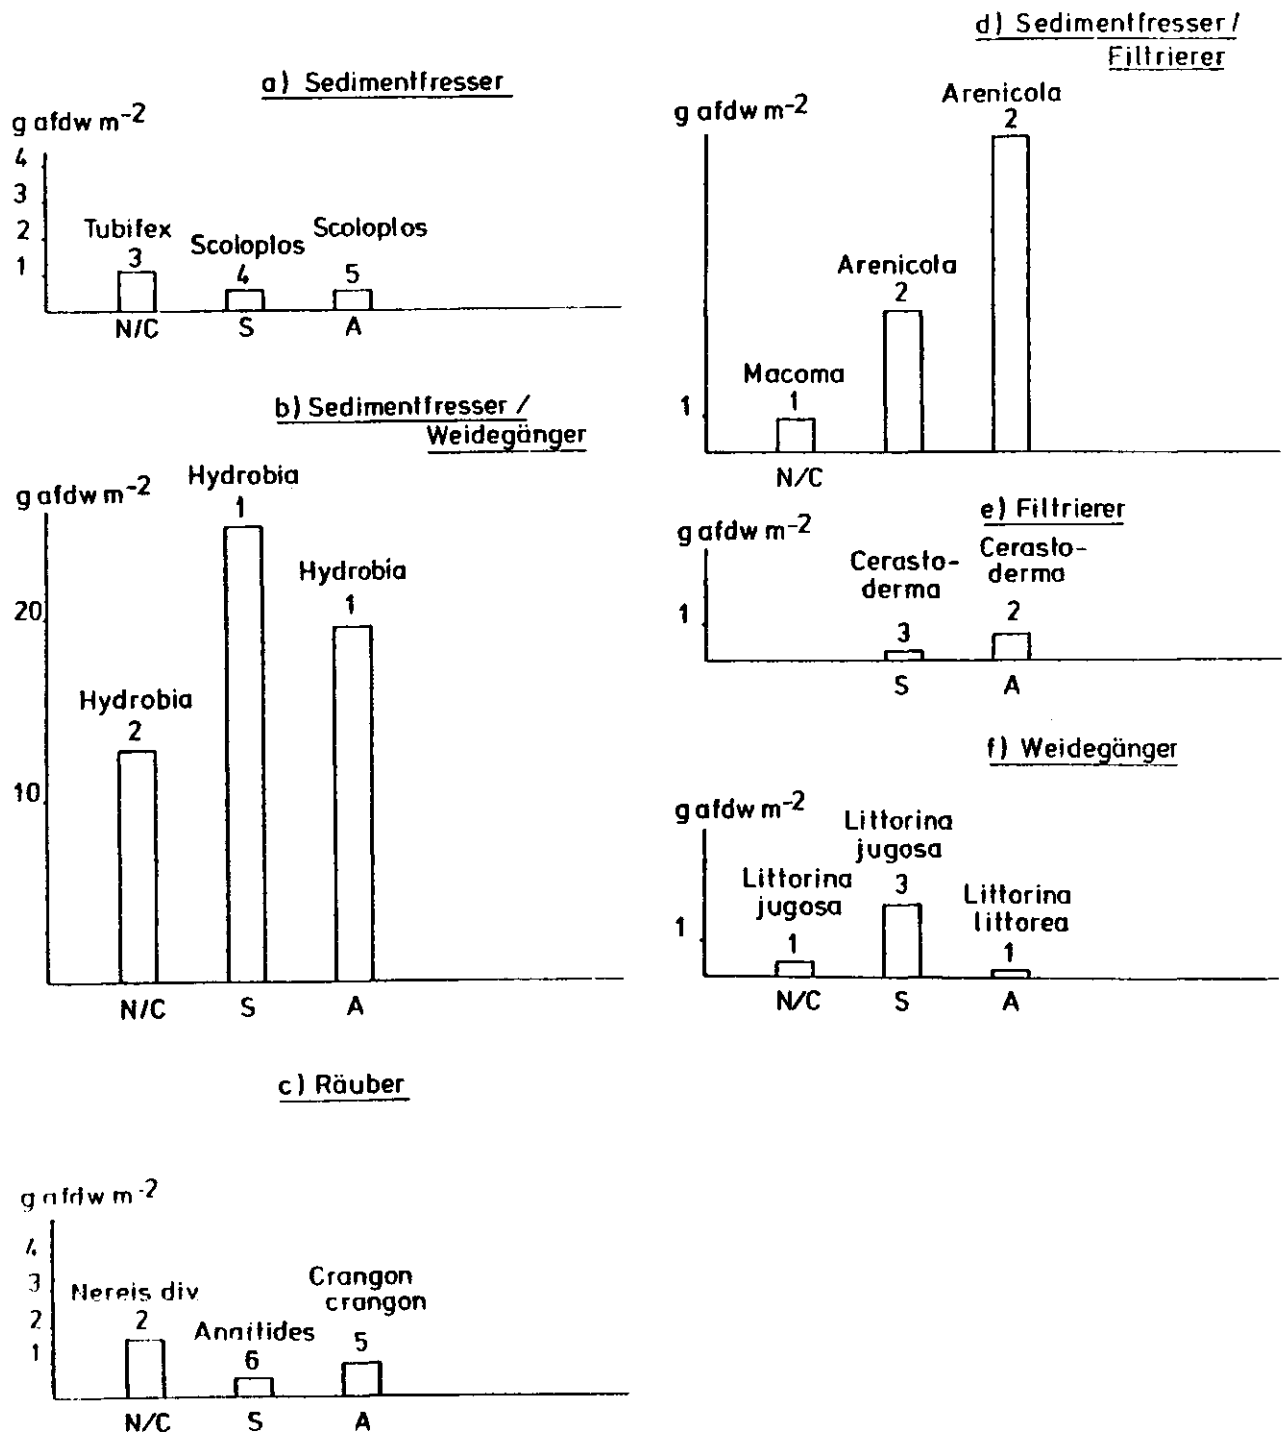 a) Sedimentfresser
g afdw m⁻²
4
3
2
1
Tubifex
3
Scoloplos
4
Scoloplos
5
N/C S A
b) Sedimentfresser /
Weidegänger
g afdw m⁻²
20
10
Hydrobia
2
Hydrobia
1
Hydrobia
1
N/C S A
c) Räuber
g afdw m⁻²
4
3
2
1
Nereis div
2
Anaitides
6
Crangon
crangon
5
N/C S A
d) Sedimentfresser /
Filtrierer
g afdw m⁻²
1
Macoma
1
Arenicola
2
Arenicola
2
N/C
e) Filtrierer
g afdw m⁻²
1
Cerasto-
derma
3
Cerasto-
derma
2
S A
f) Weidegänger
g afdw m⁻²
1
Littorina
jugosa
1
Littorina
jugosa
3
Littorina
littorea
1
N/C S A